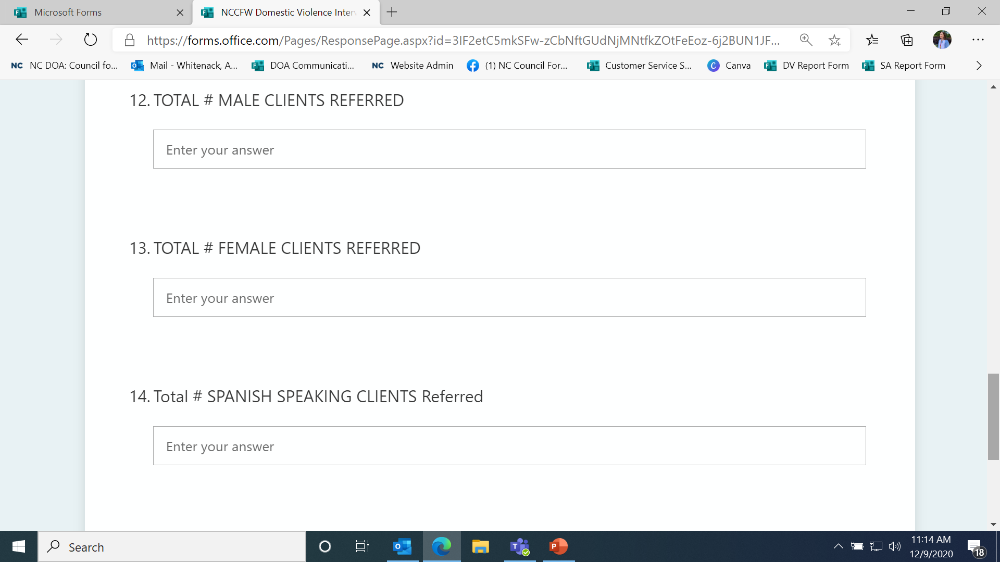 Microsoft Forms
NCCFW Domestic Violence Inter
https://forms.office.com/Pages/ResponsePage.aspx?id=3IF2etC5mkSFw-zCbNftGUdNjMNtfkZOtFeEoz-6j2BUN1JF...
NC NC DOA: Council fo... Mail - Whitenack, A... DOA Communicati... NC Website Admin (1) NC Council For... Customer Service S... Canva DV Report Form SA Report Form
12. TOTAL # MALE CLIENTS REFERRED
Enter your answer
13. TOTAL # FEMALE CLIENTS REFERRED
Enter your answer
14. Total # SPANISH SPEAKING CLIENTS Referred
Enter your answer
Search
11:14 AM
12/9/2020
18